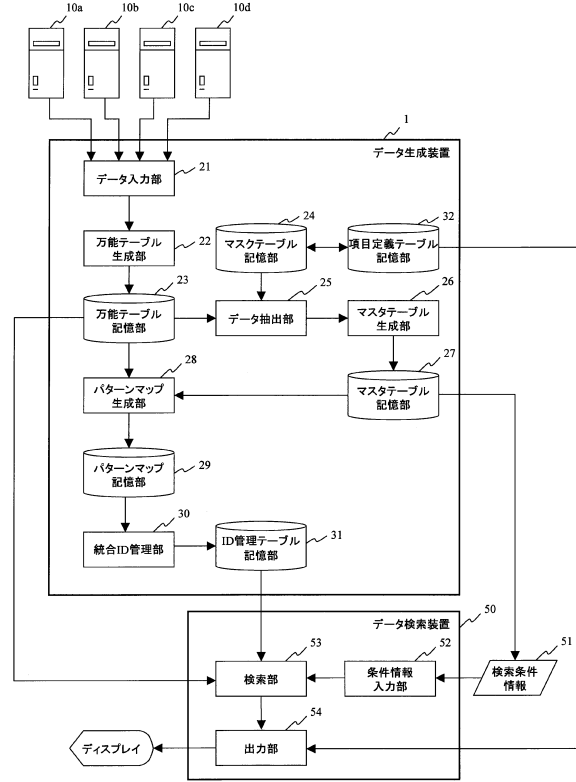 10a
10b
10c
10d
1
データ生成装置
データ入力部
21
万能テーブル
生成部
22
マスクテーブル
記憶部
24
項目定義テーブル
記憶部
32
万能テーブル
記憶部
23
データ抽出部
25
マスタテーブル
生成部
26
パターンマップ
生成部
28
マスタテーブル
記憶部
27
パターンマップ
記憶部
29
統合ID管理部
30
ID管理テーブル
記憶部
31
データ検索装置
50
検索部
53
条件情報
入力部
52
検索条件
情報
51
出力部
54
ディスプレイ